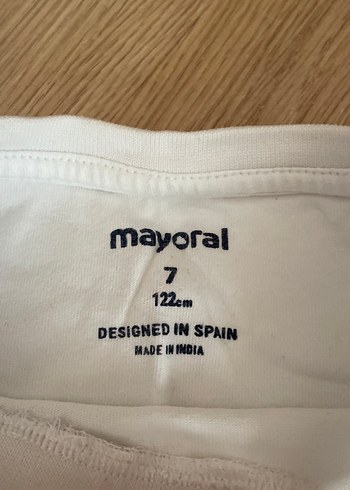 mayoral
7
122cm
DESIGNED IN SPAIN
MADE IN INDIA